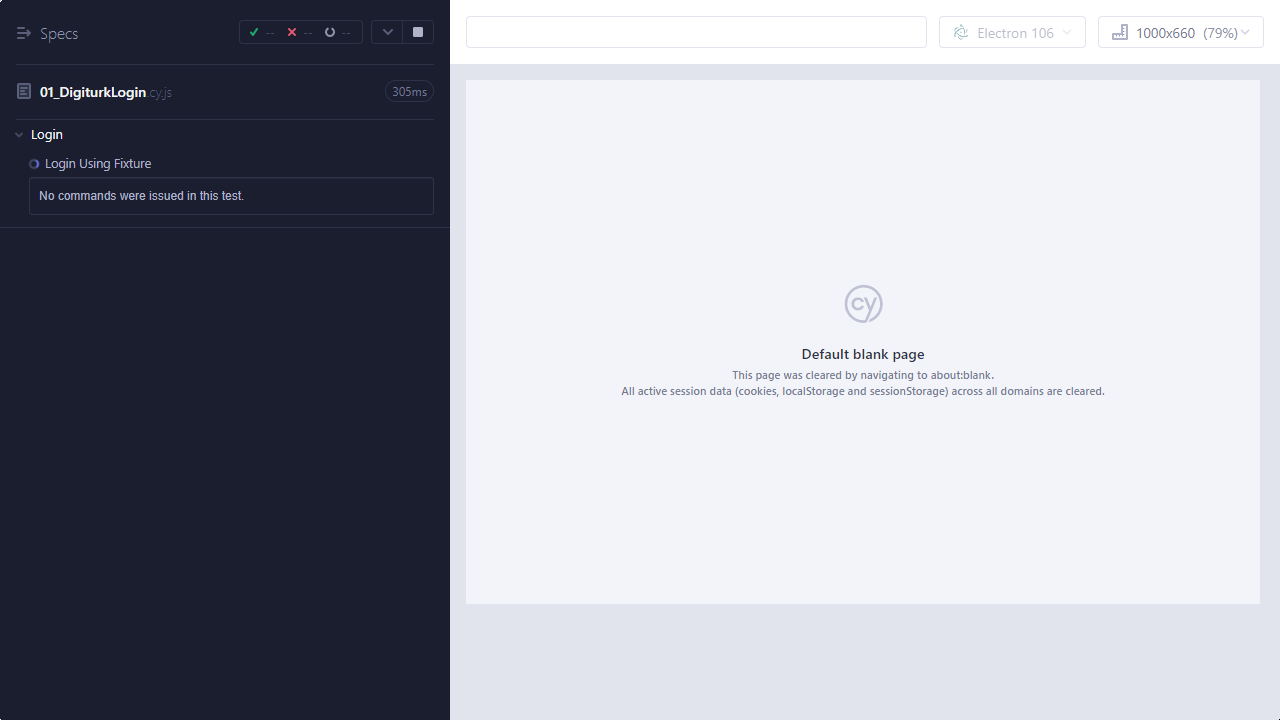 Specs
--
--
--
Electron 106
1000x660 (79%)
01_DigiturkLogin.cy.js
305ms
Login
Login Using Fixture
No commands were issued in this test.
cy
Default blank page
This page was cleared by navigating to about:blank.
All active session data (cookies, localStorage and sessionStorage) across all domains are cleared.